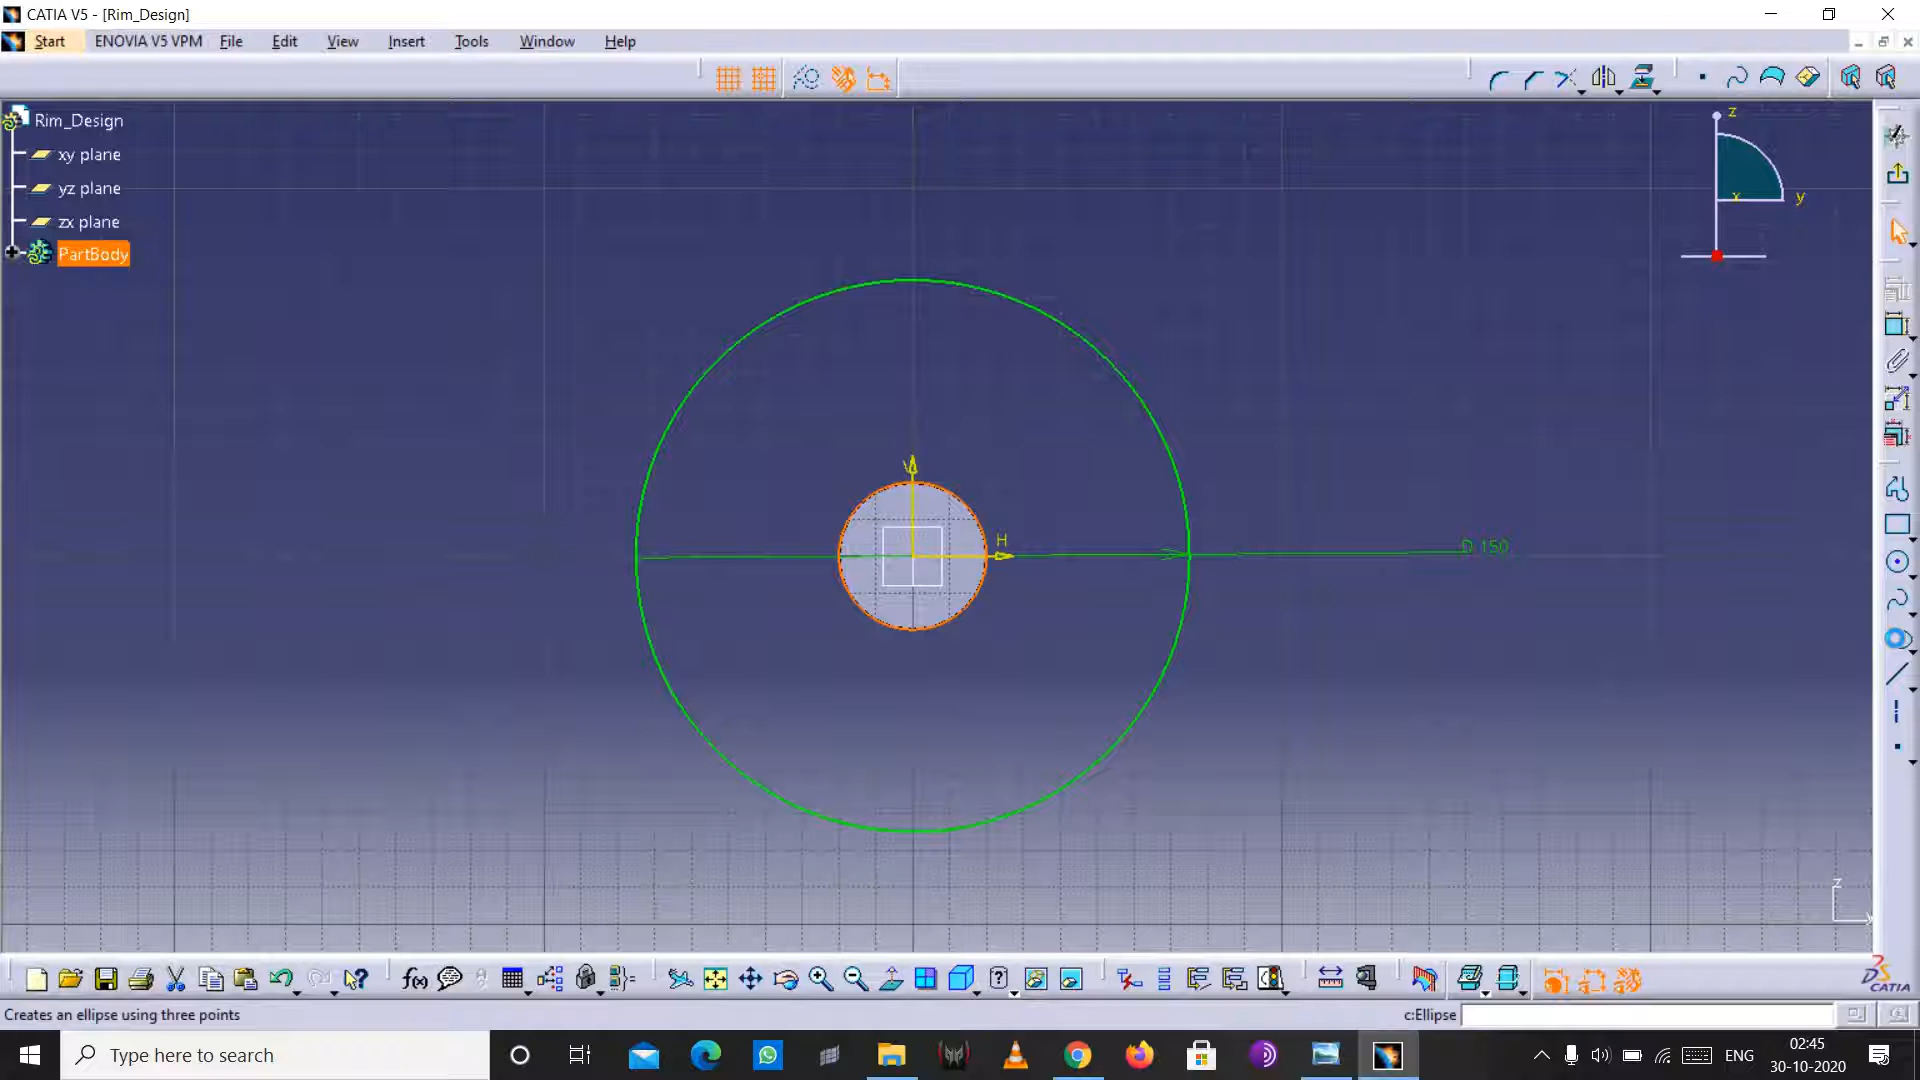 CATIA V5 - [Rim_Design]
Start ENOVIA V5 VPM File Edit View Insert Tools Window Help
Rim_Design
xy plane
yz plane
zx plane
PartBody
z
x
y
V
H
D 150
z
f(x)
CATIA
Creates an ellipse using three points
c:Ellipse
Type here to search
ENG
02:45
30-10-2020